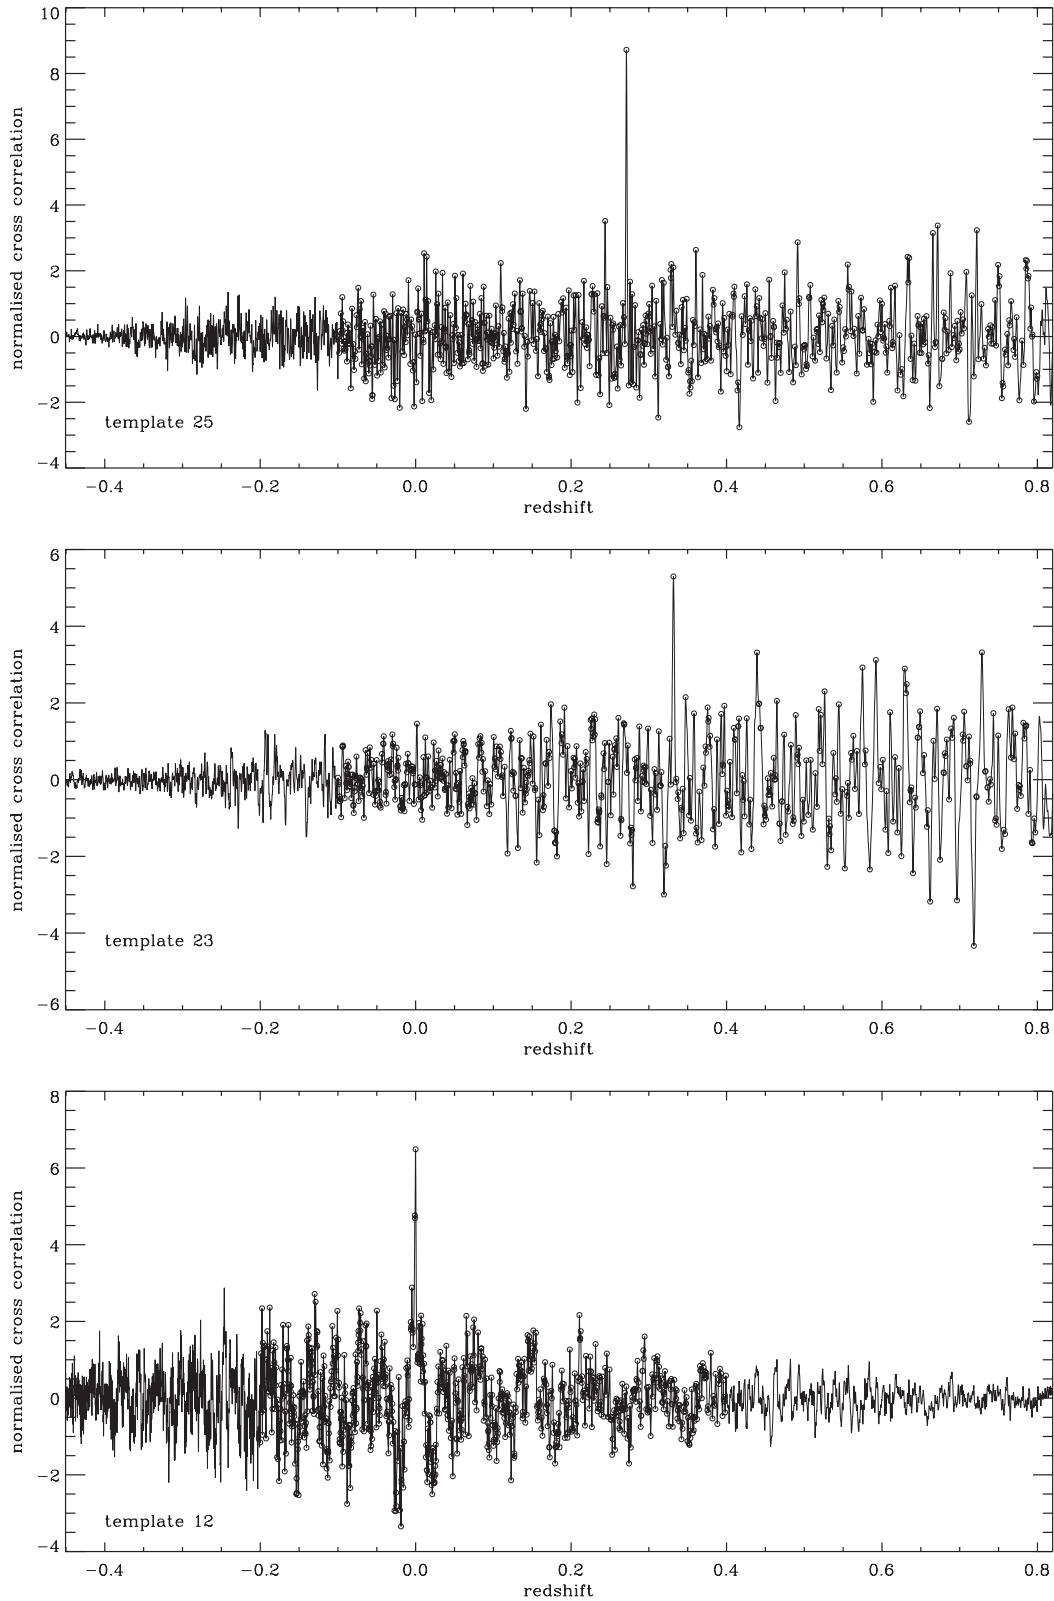 10
8
6
4
2
0
−2
−4
normalised cross correlation
template 25
−0.4 −0.2 0.0 0.2 0.4 0.6 0.8
redshift
6
4
2
0
−2
−4
−6
normalised cross correlation
template 23
−0.4 −0.2 0.0 0.2 0.4 0.6 0.8
redshift
8
6
4
2
0
−2
−4
normalised cross correlation
template 12
−0.4 −0.2 0.0 0.2 0.4 0.6 0.8
redshift